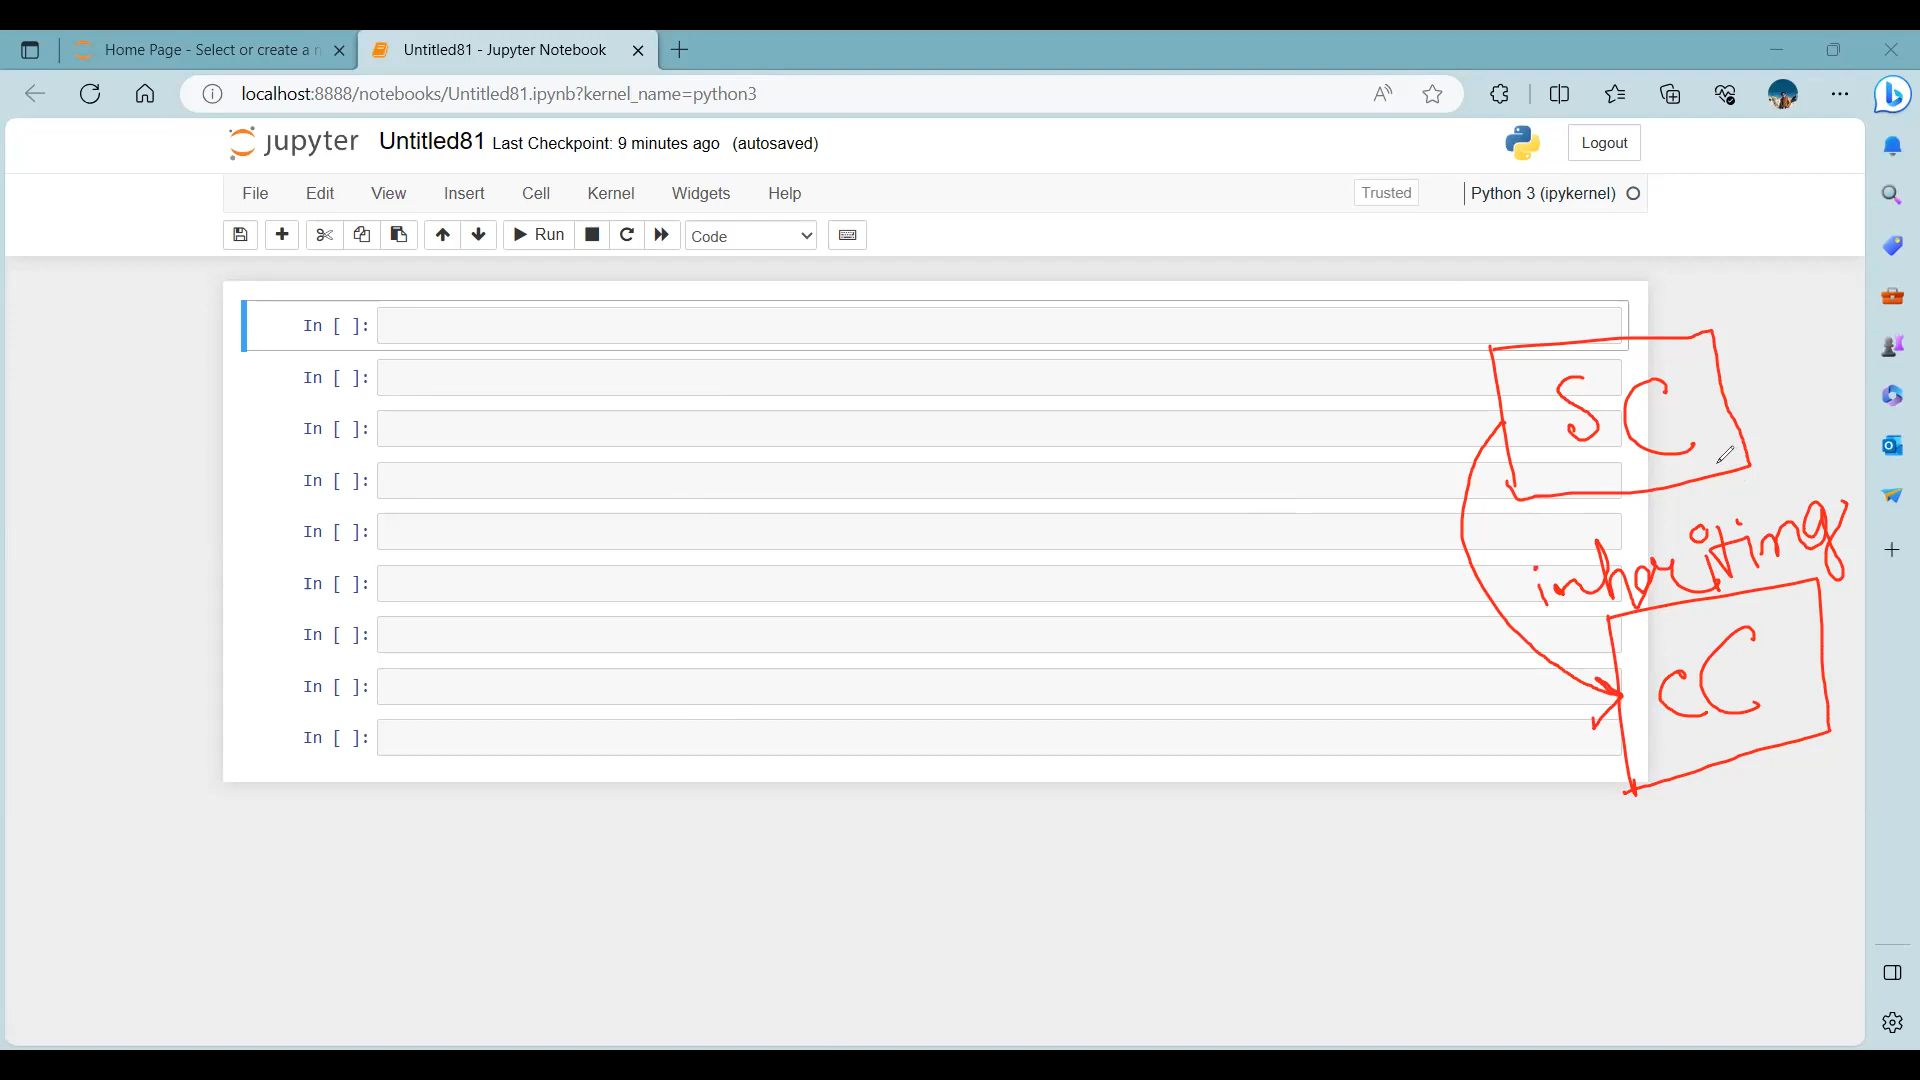 Home Page - Select or create a n
Untitled81 - Jupyter Notebook
localhost:8888/notebooks/Untitled81.ipynb?kernel_name=python3
jupyter Untitled81 Last Checkpoint: 9 minutes ago (autosaved)
Logout
File Edit View Insert Cell Kernel Widgets Help
Trusted
Python 3 (ipykernel)
Run
Code
In [ ]:
In [ ]:
In [ ]:
In [ ]:
In [ ]:
In [ ]:
In [ ]:
In [ ]:
In [ ]:
SC
inheriting
cC